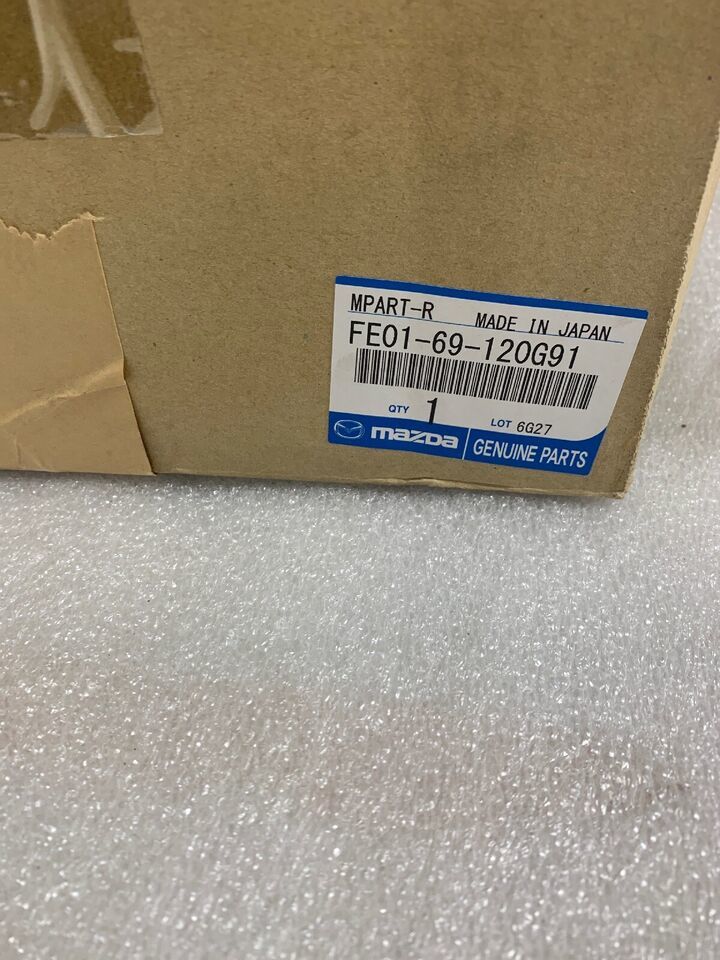 MPART-R MADE IN JAPAN
FE01-69-120G91
QTY 1 LOT 6G27
mazda GENUINE PARTS